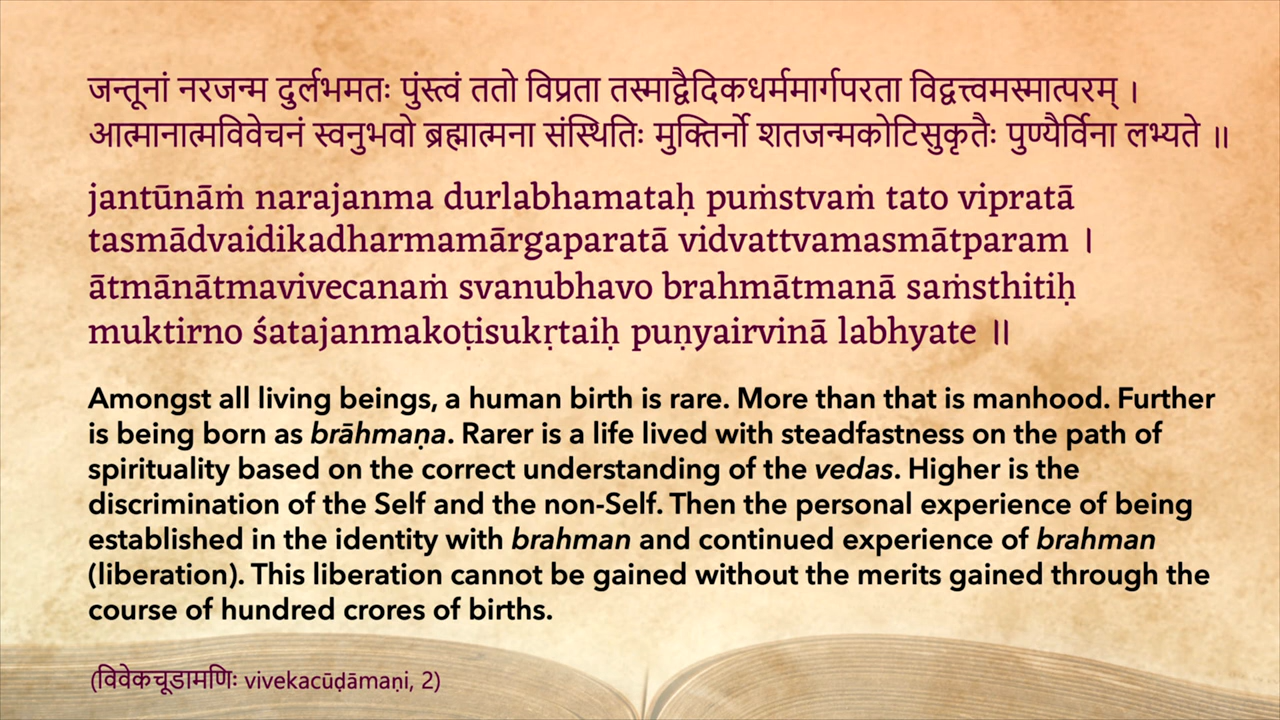 जन्तूनां नरजन्म दुर्लभमतः पुंस्त्वं ततो विप्रता तस्माद्वैदिकधर्ममार्गपरता विद्वत्त्वमस्मात्परम् ।
आत्मानात्मविवेचनं स्वनुभवो ब्रह्मात्मना संस्थितिः मुक्तिर्नो शतजन्मकोटिसुकृतैः पुण्यैर्विना लभ्यते ॥
jantūnāṁ narajanma durlabhamataḥ puṁstvaṁ tato vipratā
tasmādvaidikadharmamārgaparatā vidvattvamasmātparam ।
ātmānātmavivecanaṁ svanubhavo brahmātmanā saṁsthitiḥ
muktirno śatajanmakoṭisukṛtaiḥ puṇyairvinā labhyate ॥
Amongst all living beings, a human birth is rare. More than that is manhood. Further
is being born as brāhmaṇa. Rarer is a life lived with steadfastness on the path of
spirituality based on the correct understanding of the vedas. Higher is the
discrimination of the Self and the non-Self. Then the personal experience of being
established in the identity with brahman and continued experience of brahman
(liberation). This liberation cannot be gained without the merits gained through the
course of hundred crores of births.
(विवेकचूडामणिः vivekacūḍāmaṇi, 2)